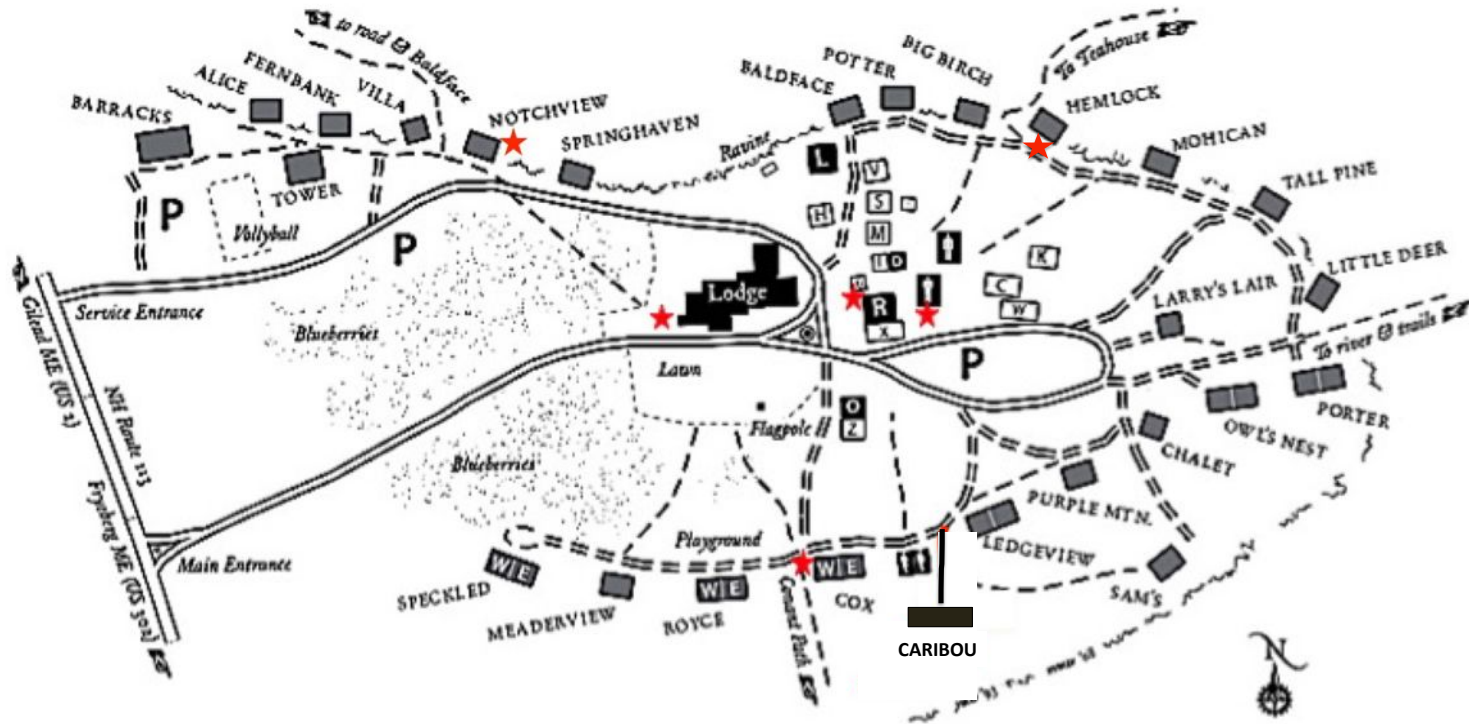 to road & Baldface
To Teahouse
BARRACKS
ALICE
FERNBANK
VILLA
NOTCHVIEW
SPRINGHAVEN
Ravine
BALDFACE
POTTER
BIG BIRCH
HEMLOCK
MOHICAN
TALL PINE
LITTLE DEER
P
TOWER
Vollyball
P
L
V
H
S
M
I D
K
C
W
Lodge
R
X
LARRY'S LAIR
Service Entrance
Blueberries
Gilead ME (US 2)
NH Route 113
Fryeberg ME (US 302)
Lawn
P
To river & trails
Flagpole
O
Z
PORTER
OWL'S NEST
CHALET
PURPLE MTN.
LEDGEVIEW
SAM'S
Blueberries
Playground
Main Entrance
W E
SPECKLED
MEADERVIEW
W E
ROYCE
W E
COX
Conant Path
CARIBOU
N